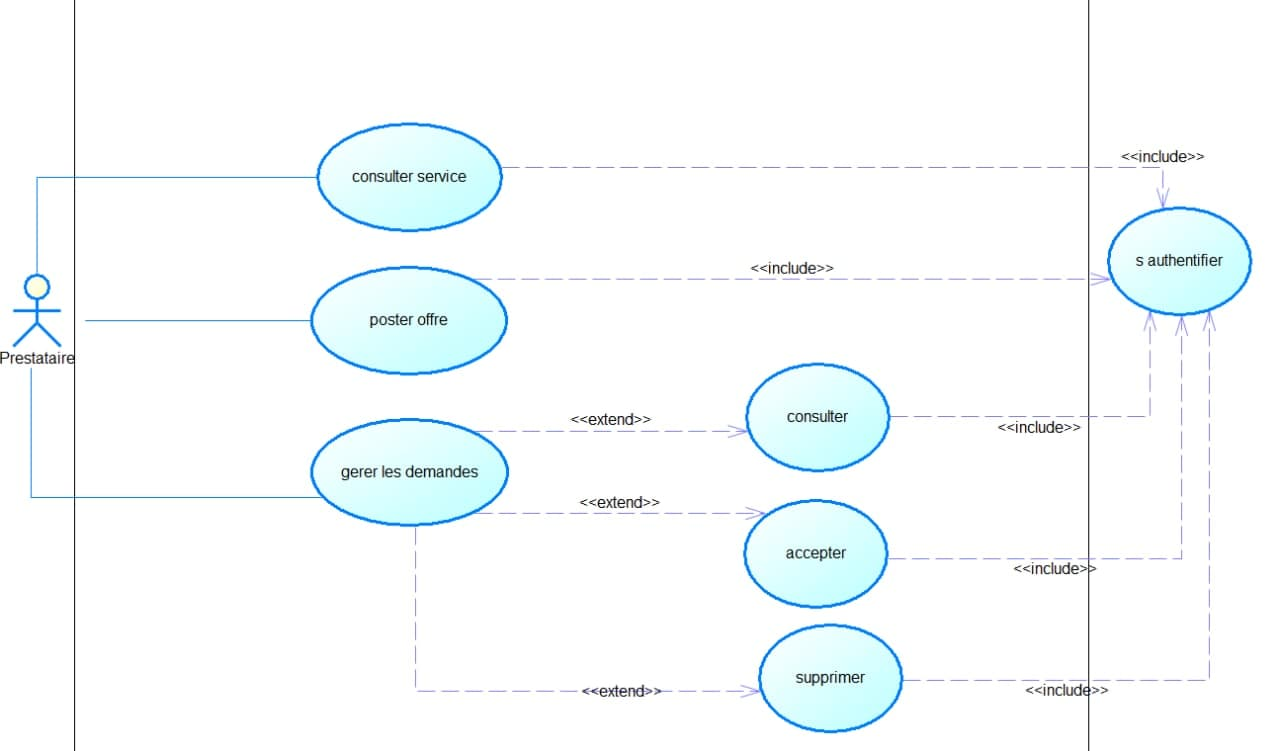 <<include>>
consulter service
s authentifier
<<include>>
poster offre
Prestataire
<<extend>>
consulter
<<include>>
gerer les demandes
<<extend>>
accepter
<<include>>
supprimer
<<extend>>
<<include>>